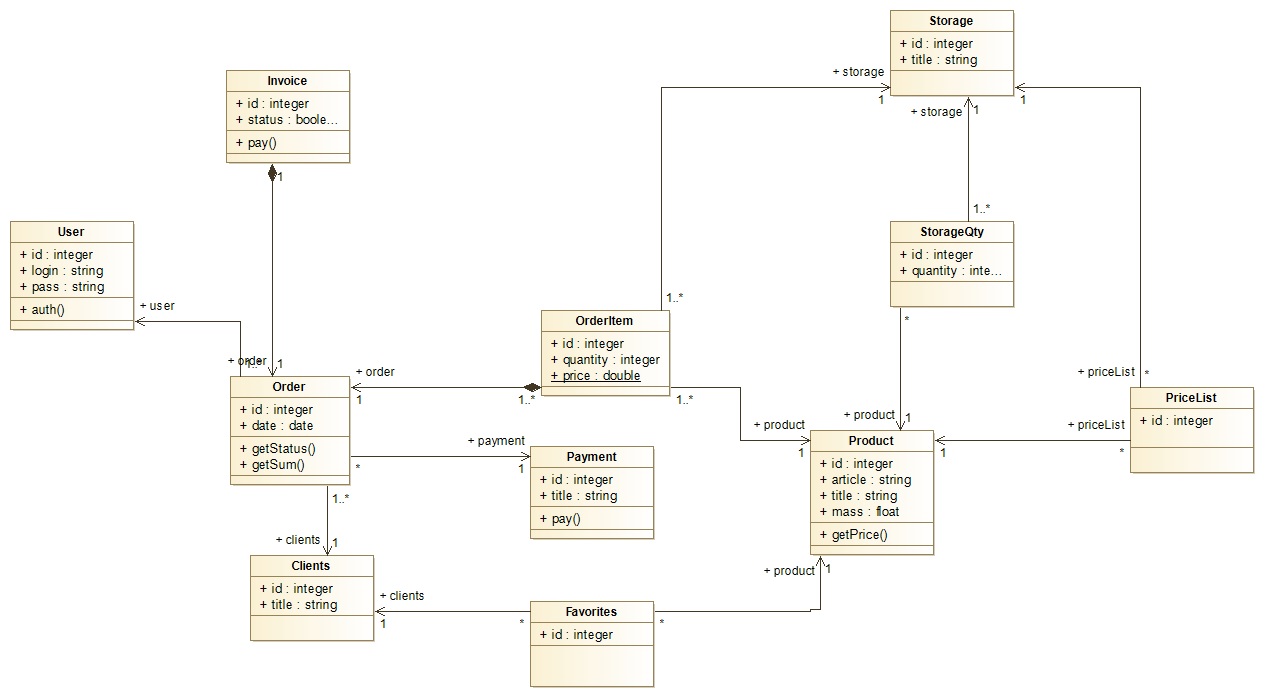 Storage
+ id : integer
+ title : string
+ storage
1
1
+ storage
1
Invoice
+ id : integer
+ status : boole...
+ pay()
1
User
+ id : integer
+ login : string
+ pass : string
+ auth()
+ user
1..*
StorageQty
+ id : integer
+ quantity : inte...
*
1..*
OrderItem
+ id : integer
+ quantity : integer
+ price : double
+ order
1
1..*
1..*
+ order
1
Order
+ id : integer
+ date : date
+ getStatus()
+ getSum()
1..*
*
+ payment
1
Payment
+ id : integer
+ title : string
+ pay()
+ product
1
+ product
1
Product
+ id : integer
+ article : string
+ title : string
+ mass : float
+ getPrice()
+ priceList
*
+ priceList
*
1
PriceList
+ id : integer
+ clients
1
Clients
+ id : integer
+ title : string
+ clients
1
*
Favorites
+ id : integer
*
+ product
1